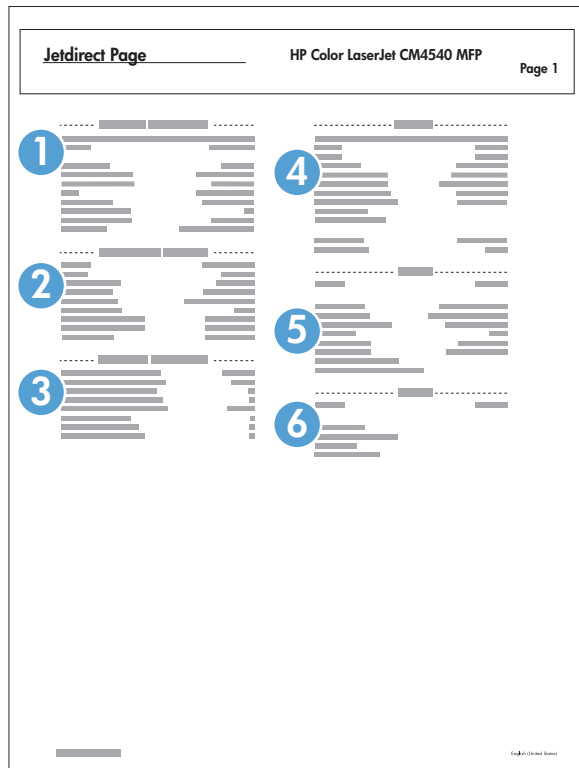 Jetdirect Page
HP Color LaserJet CM4540 MFP
Page 1
1
2
3
4
5
6
English (United States)